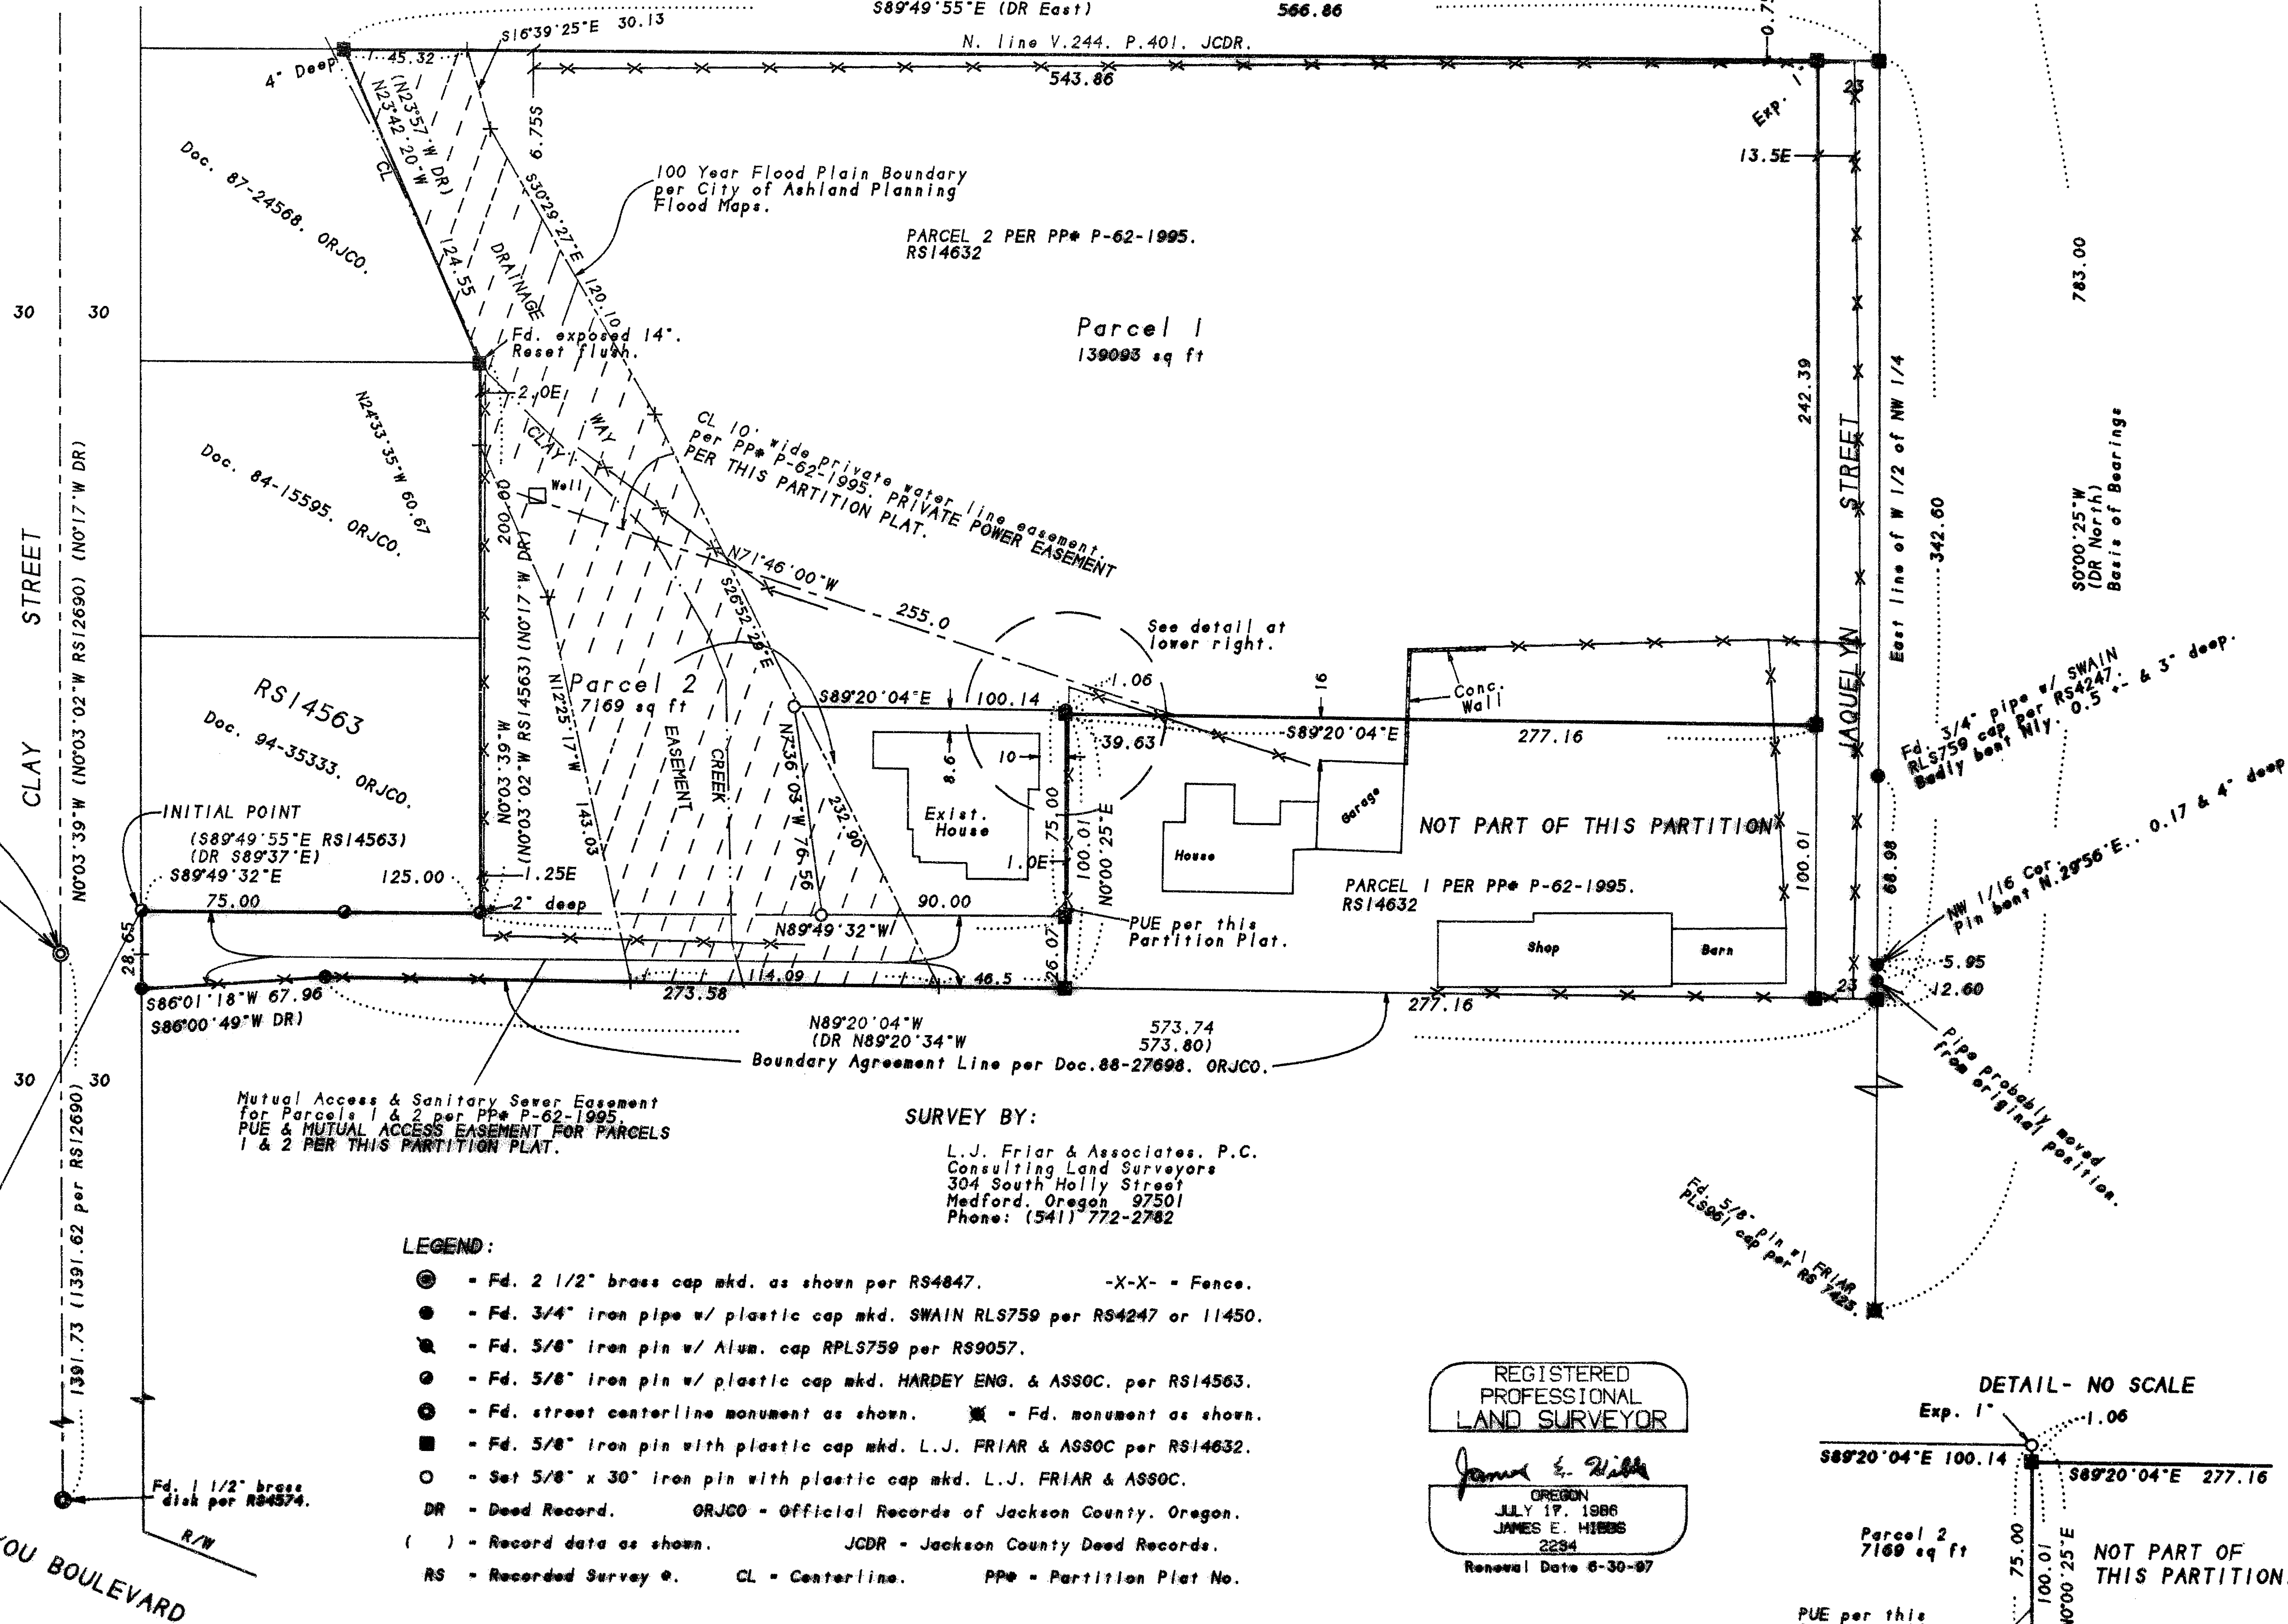 S89°49'55"E (DR East) 566.86
S16°39'25"E 30.13
N. line V.244. P.401. JCDR.
45.32
4" Deep
543.86
23
Exp. 1"
13.5E
6.75S
(N23°57'W DR)
N23°42'20"W
CL
124.55
Doc. 87-24568. ORJCO.
S30°29'27"E 120.10
DRAINAGE
WAY
100 Year Flood Plain Boundary
per City of Ashland Planning
Flood Maps.
PARCEL 2 PER PP# P-62-1995.
RS14632
Parcel 1
139093 sq ft
30 30
Fd. exposed 14".
Reset flush.
2.0E
242.39
JAQUELYN STREET
East line of W 1/2 of NW 1/4
342.60
783.00
S0°00'25"W
(DR North)
Basis of Bearings
N24°33'35"W 60.67
Doc. 84-15595. ORJCO.
CLAY
Well
200.60
CL 10' wide private water line easement.
per PP# P-62-1995. PRIVATE POWER EASEMENT
PER THIS PARTITION PLAT.
N71°46'00"W
255.0
S26°52'29"E
232.90
See detail at
lower right.
1.06
16
Conc.
Wall
CLAY STREET
N0°03'39"W (N0°03'02"W RS12690) (N0°17'W DR)
N0°03'39"W
(N0°03'02"W RS14563) (N0°17'W DR)
RS14563
Doc. 94-35333. ORJCO.
N12°25'17"W
143.03
Parcel 2
7169 sq ft
EASEMENT
CREEK
S89°20'04"E 100.14
39.63
S89°20'04"E
277.16
N7°36'03"W 76.56
8.6
10
Exist.
House
1.0E
75.00
100.01
N0°00'25"E
House
Garage
NOT PART OF THIS PARTITION
100.01
Fd. 3/4" pipe w/ SWAIN
RLS759 cap per RS4247.
Badly bent Nly. 0.5 +- & 3" deep.
68.98
NW 1/16 Cor.
Pin bent N.29°56'E.. 0.17 & 4" deep
INITIAL POINT
(S89°49'55"E RS14563)
(DR S89°37'E)
S89°49'32"E 125.00
75.00
1.25E
2" deep
90.00
N89°49'32"W
PUE per this
Partition Plat.
PARCEL 1 PER PP# P-62-1995.
RS14632
Shop
Barn
28.65
26.07
5.95
12.60
23
114.09
46.5
273.58
277.16
S86°01'18"W 67.96
S86°00'49"W DR)
N89°20'04"W 573.74
(DR N89°20'34"W 573.80)
Boundary Agreement Line per Doc.88-27698. ORJCO.
Pipe probably moved
from original position.
30 30
Mutual Access & Sanitary Sewer Easement
for Parcels 1 & 2 per PP# P-62-1995.
PUE & MUTUAL ACCESS EASEMENT FOR PARCELS
1 & 2 PER THIS PARTITION PLAT.
1391.73 (1391.62 per RS12690)
SURVEY BY:
L.J. Friar & Associates. P.C.
Consulting Land Surveyors
304 South Holly Street
Medford. Oregon 97501
Phone: (541) 772-2782
Fd. 5/8" pin w\ FRIAR
PLS961 cap per RS 7423.
LEGEND:
- Fd. 2 1/2" brass cap mkd. as shown per RS4847. -X-X- - Fence.
- Fd. 3/4" iron pipe w/ plastic cap mkd. SWAIN RLS759 per RS4247 or 11450.
- Fd. 5/8" iron pin w/ Alum. cap RPLS759 per RS9057.
- Fd. 5/8" iron pin w/ plastic cap mkd. HARDEY ENG. & ASSOC. per RS14563.
- Fd. street centerline monument as shown. - Fd. monument as shown.
- Fd. 5/8" iron pin with plastic cap mkd. L.J. FRIAR & ASSOC per RS14632.
- Set 5/8" x 30" iron pin with plastic cap mkd. L.J. FRIAR & ASSOC.
DR - Deed Record. ORJCO - Official Records of Jackson County. Oregon.
( ) - Record data as shown. JCDR - Jackson County Deed Records.
RS - Recorded Survey #. CL - Centerline. PP# - Partition Plat No.
Fd. 1 1/2" brass
disk per RS4574.
R/W
YOU BOULEVARD
REGISTERED
PROFESSIONAL
LAND SURVEYOR
James E. Hibbs
OREGON
JULY 17. 1986
JAMES E. HIBBS
2234
Renewal Date 6-30-97
DETAIL- NO SCALE
Exp. 1"
1.06
S89°20'04"E 100.14
S89°20'04"E 277.16
Parcel 2
7169 sq ft
75.00
100.01
N0°00'25"E
NOT PART OF
THIS PARTITION.
PUE per this